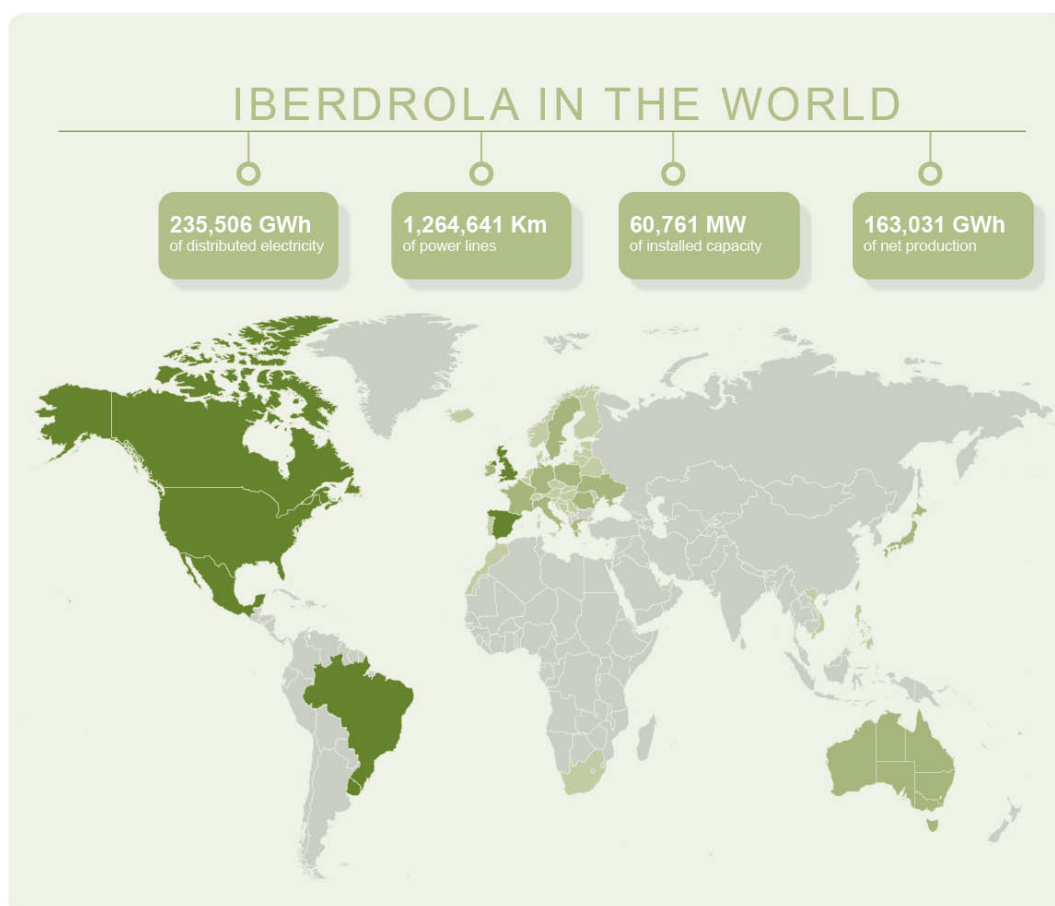 IBERDROLA IN THE WORLD
235,506 GWh
of distributed electricity
1,264,641 Km
of power lines
60,761 MW
of installed capacity
163,031 GWh
of net production